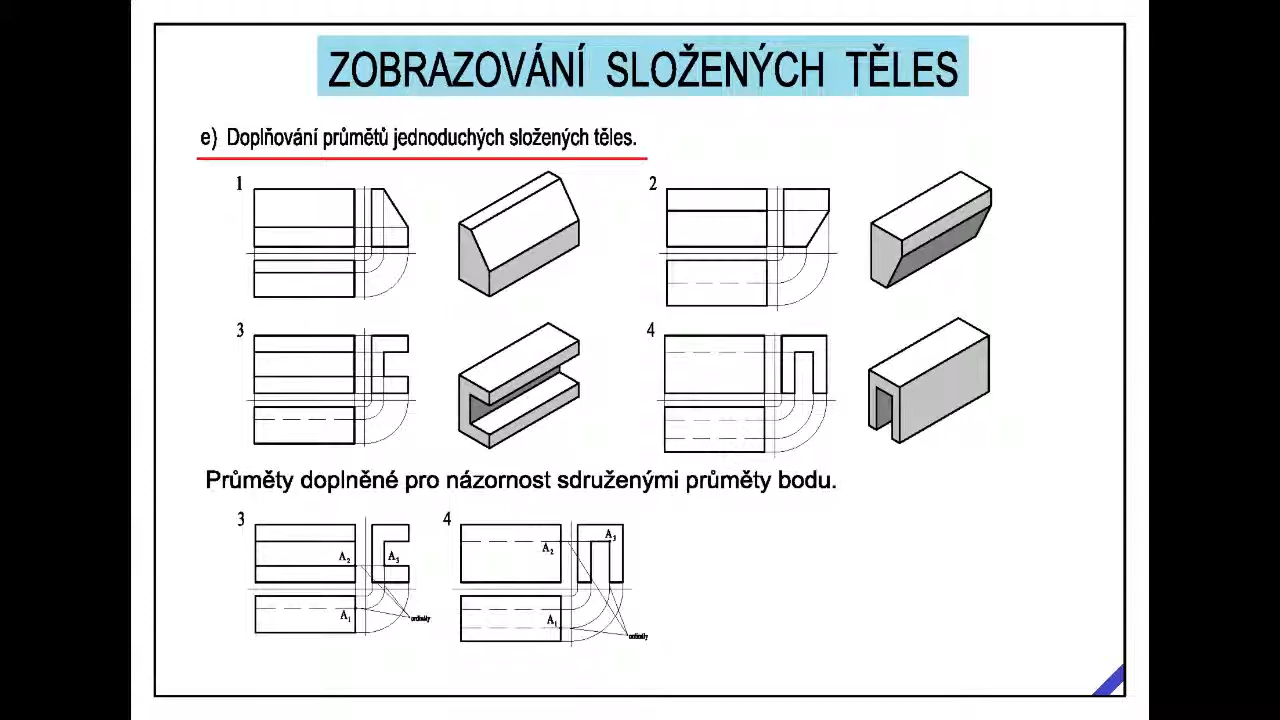 ZOBRAZOVÁNÍ SLOŽENÝCH TĚLES
e) Doplňování průmětů jednoduchých složených těles.
1
2
3
4
Průměty doplněné pro názornost sdruženými průměty bodu.
3
4
A₂
A₃
A₁
ordinály
A₂
A₃
A₁
ordinály